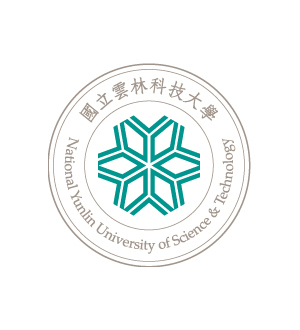 國立雲林科技大學
National Yunlin University of Science & Technology